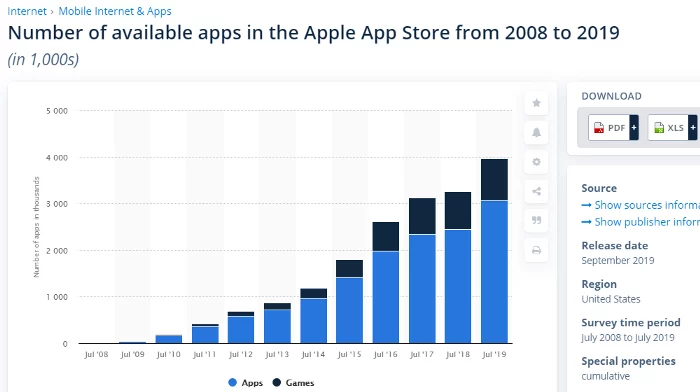 Internet › Mobile Internet & Apps
Number of available apps in the Apple App Store from 2008 to 2019
(in 1,000s)
Number of apps in thousands
5 000
4 000
3 000
2 000
1 000
0
Jul '08 Jul '09 Jul '10 Jul '11 Jul '12 Jul '13 Jul '14 Jul '15 Jul '16 Jul '17 Jul '18 Jul '19
Apps Games
DOWNLOAD
PDF + XLS +
Source
→ Show sources informa
→ Show publisher infor
Release date
September 2019
Region
United States
Survey time period
July 2008 to July 2019
Special properties
cumulative